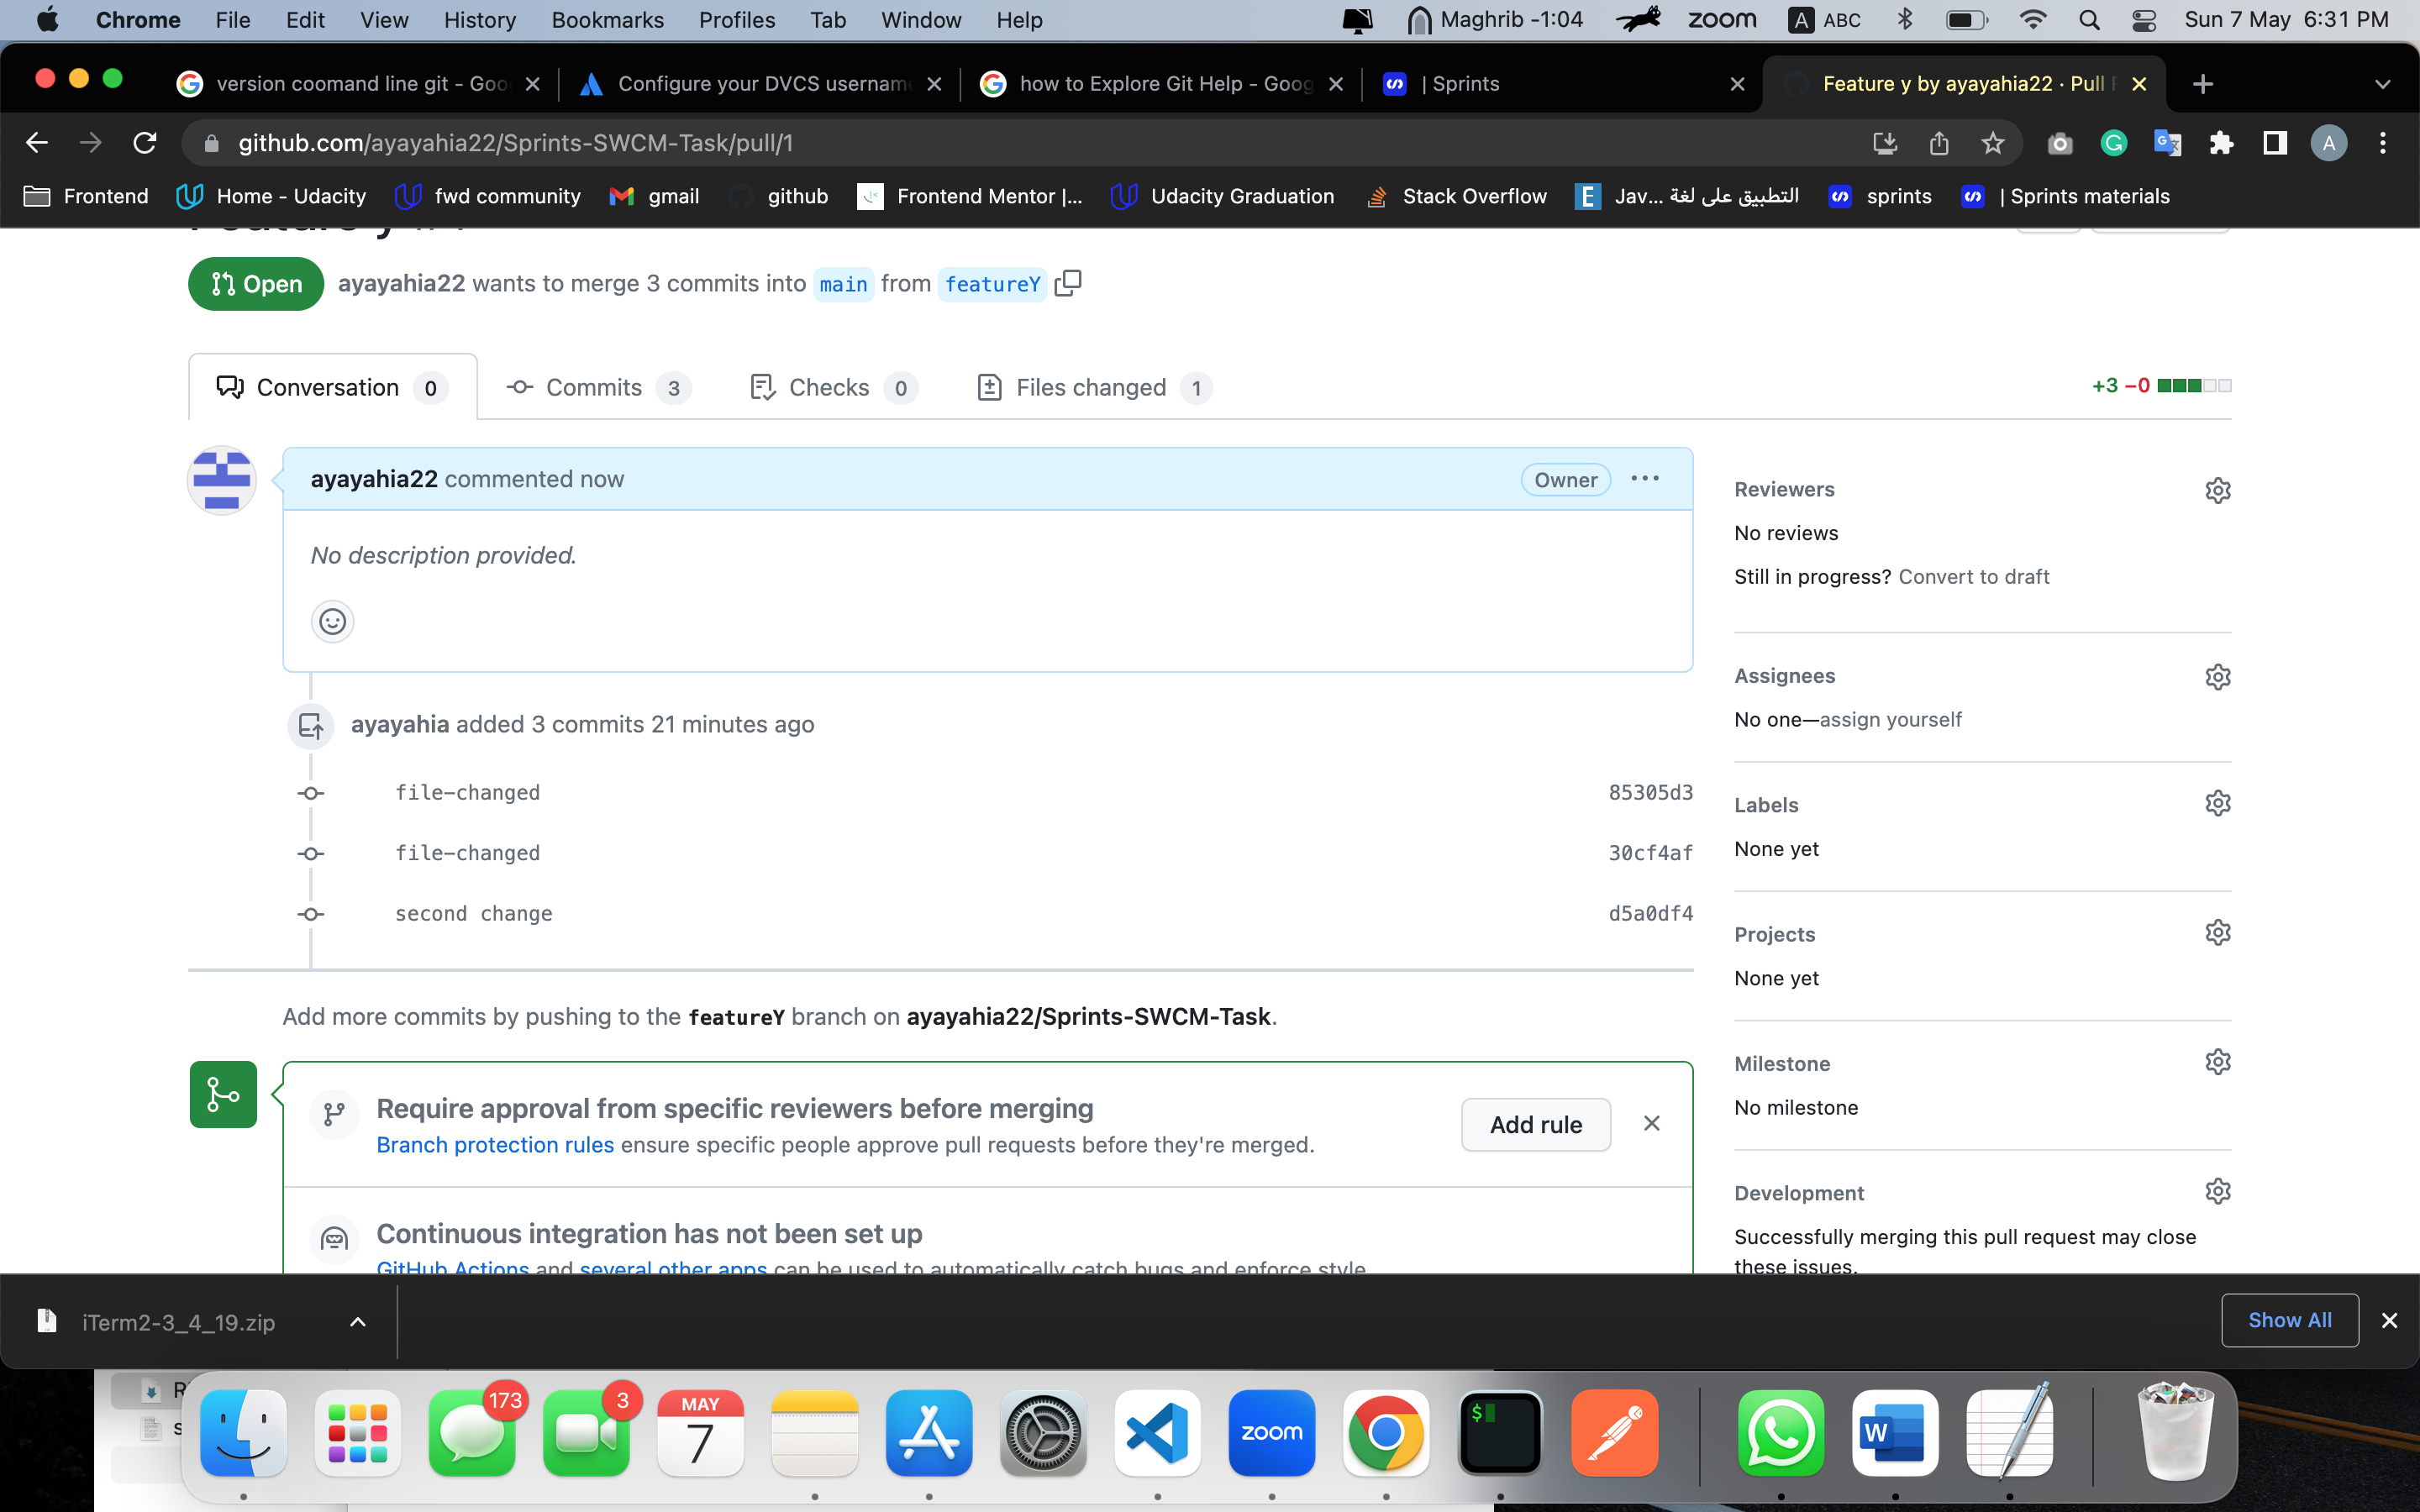 Chrome File Edit View History Bookmarks Profiles Tab Window Help Maghrib -1:04 zoom A ABC Sun 7 May 6:31 PM
version coomand line git - Goo Configure your DVCS usernam how to Explore Git Help - Goog | Sprints Feature y by ayayahia22 · Pull
github.com/ayayahia22/Sprints-SWCM-Task/pull/1 A
Frontend Home - Udacity fwd community gmail github Frontend Mentor |... Udacity Graduation Stack Overflow Jav... التطبيق على لغة sprints | Sprints materials
Open ayayahia22 wants to merge 3 commits into main from featureY
Conversation 0 Commits 3 Checks 0 Files changed 1 +3 −0
ayayahia22 commented now Owner ...
No description provided.
ayayahia added 3 commits 21 minutes ago
file-changed 85305d3
file-changed 30cf4af
second change d5a0df4
Add more commits by pushing to the featureY branch on ayayahia22/Sprints-SWCM-Task.
Require approval from specific reviewers before merging
Branch protection rules ensure specific people approve pull requests before they're merged.
Add rule
Continuous integration has not been set up
GitHub Actions and several other apps can be used to automatically catch bugs and enforce style.
Reviewers
No reviews
Still in progress? Convert to draft
Assignees
No one—assign yourself
Labels
None yet
Projects
None yet
Milestone
No milestone
Development
Successfully merging this pull request may close
these issues.
iTerm2-3_4_19.zip Show All
173 3 MAY
7 zoom $ W